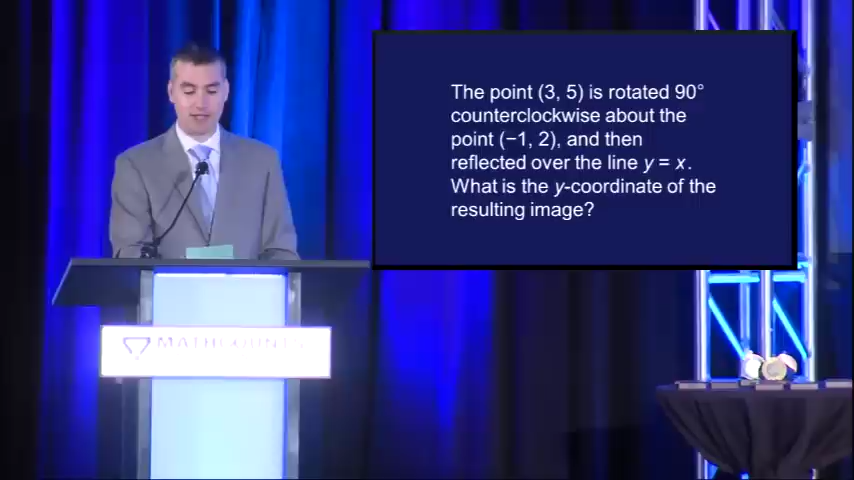 The point (3, 5) is rotated 90°
counterclockwise about the
point (−1, 2), and then
reflected over the line y = x.
What is the y-coordinate of the
resulting image?
MATHCOUNTS